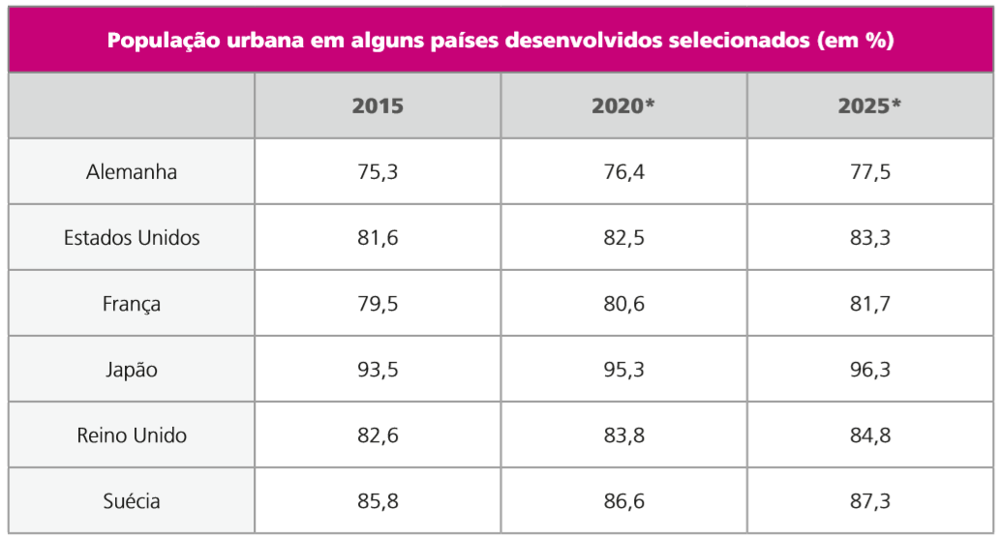 População urbana em alguns países desenvolvidos selecionados (em %)
2015 2020* 2025*
Alemanha 75,3 76,4 77,5
Estados Unidos 81,6 82,5 83,3
França 79,5 80,6 81,7
Japão 93,5 95,3 96,3
Reino Unido 82,6 83,8 84,8
Suécia 85,8 86,6 87,3